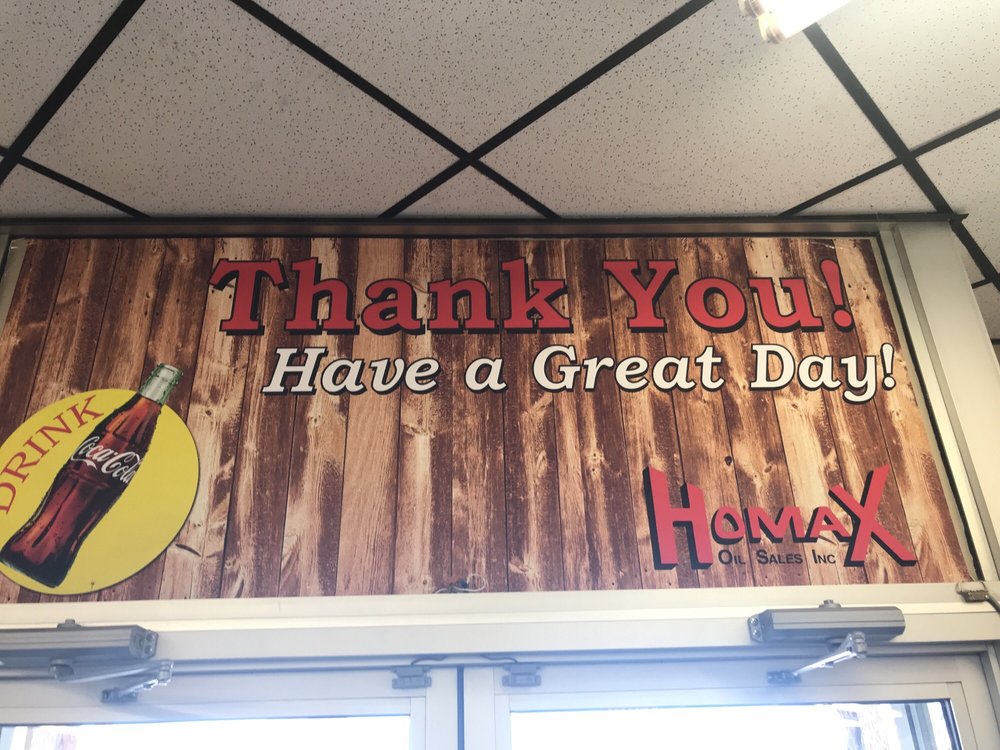 Thank You!
Have a Great Day!
DRINK
Coca-Cola
HOMAX
OIL SALES INC